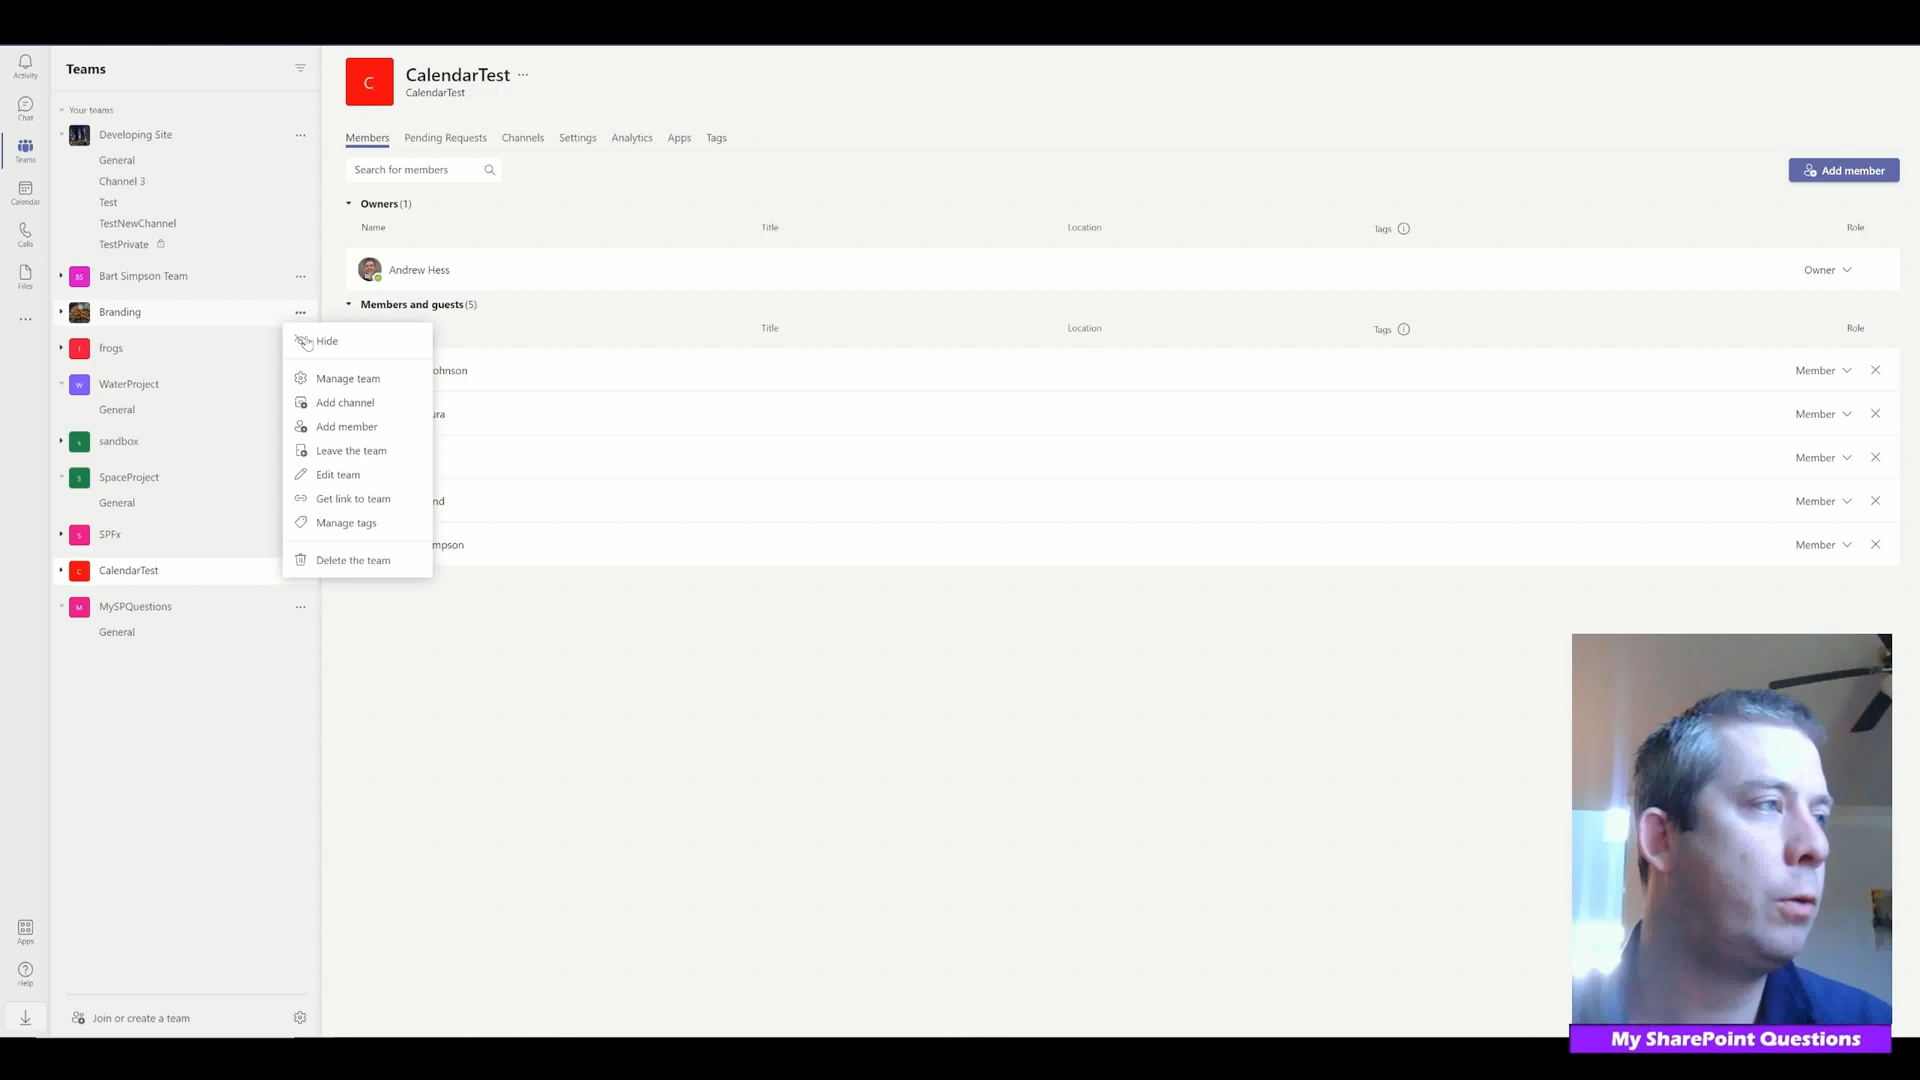 Activity
Chat
Teams
Calendar
Calls
Files
Apps
Help
Teams
Your teams
Developing Site
General
Channel 3
Test
TestNewChannel
TestPrivate
BS Bart Simpson Team
Branding
f frogs
W WaterProject
General
s sandbox
S SpaceProject
General
S SPFx
C CalendarTest
M MySPQuestions
General
Join or create a team
Hide
Manage team
Add channel
Add member
Leave the team
Edit team
Get link to team
Manage tags
Delete the team
C CalendarTest ...
CalendarTest
Members Pending Requests Channels Settings Analytics Apps Tags
Search for members
Add member
Owners (1)
Name Title Location Tags Role
Andrew Hess Owner
Members and guests (5)
Title Location Tags Role
ohnson Member
ura Member
Member
nd Member
mpson Member
My SharePoint Questions